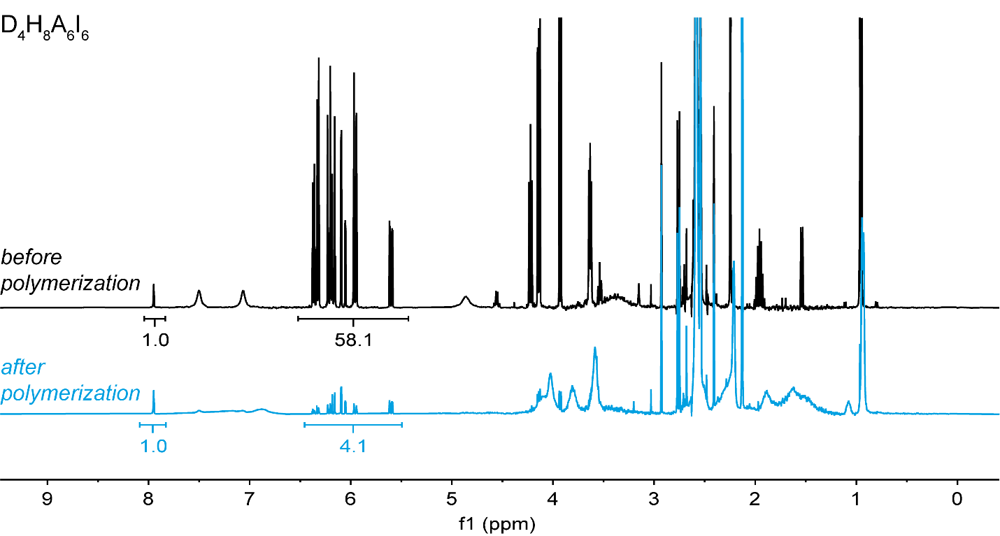 D₄H₈A₆I₆
before
polymerization
1.0 58.1
after
polymerization
1.0 4.1
9 8 7 6 5 4 3 2 1 0
f1 (ppm)